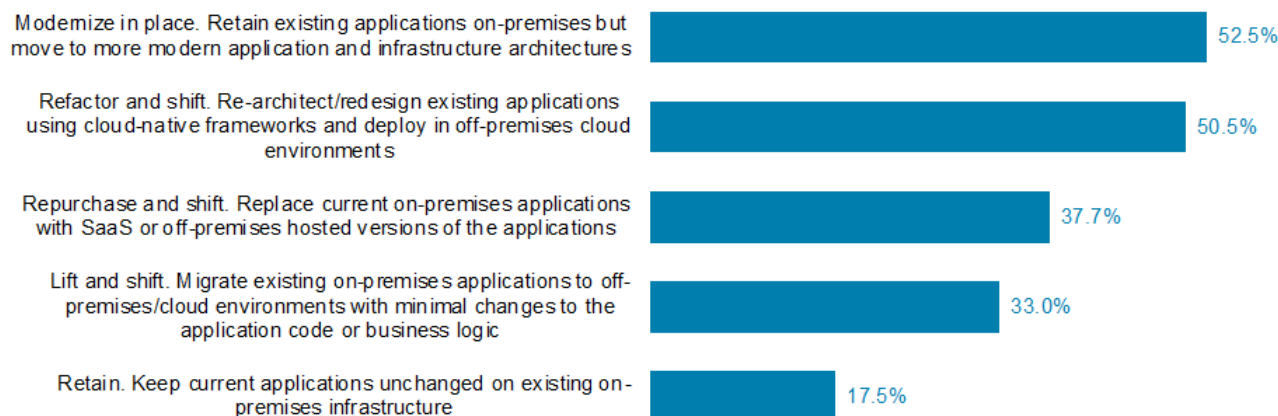 Modernize in place. Retain existing applications on-premises but
move to more modern application and infrastructure architectures
52.5%
Refactor and shift. Re-architect/redesign existing applications
using cloud-native frameworks and deploy in off-premises cloud
environments
50.5%
Repurchase and shift. Replace current on-premises applications
with SaaS or off-premises hosted versions of the applications
37.7%
Lift and shift. Migrate existing on-premises applications to off-
premises/cloud environments with minimal changes to the
application code or business logic
33.0%
Retain. Keep current applications unchanged on existing on-
premises infrastructure
17.5%